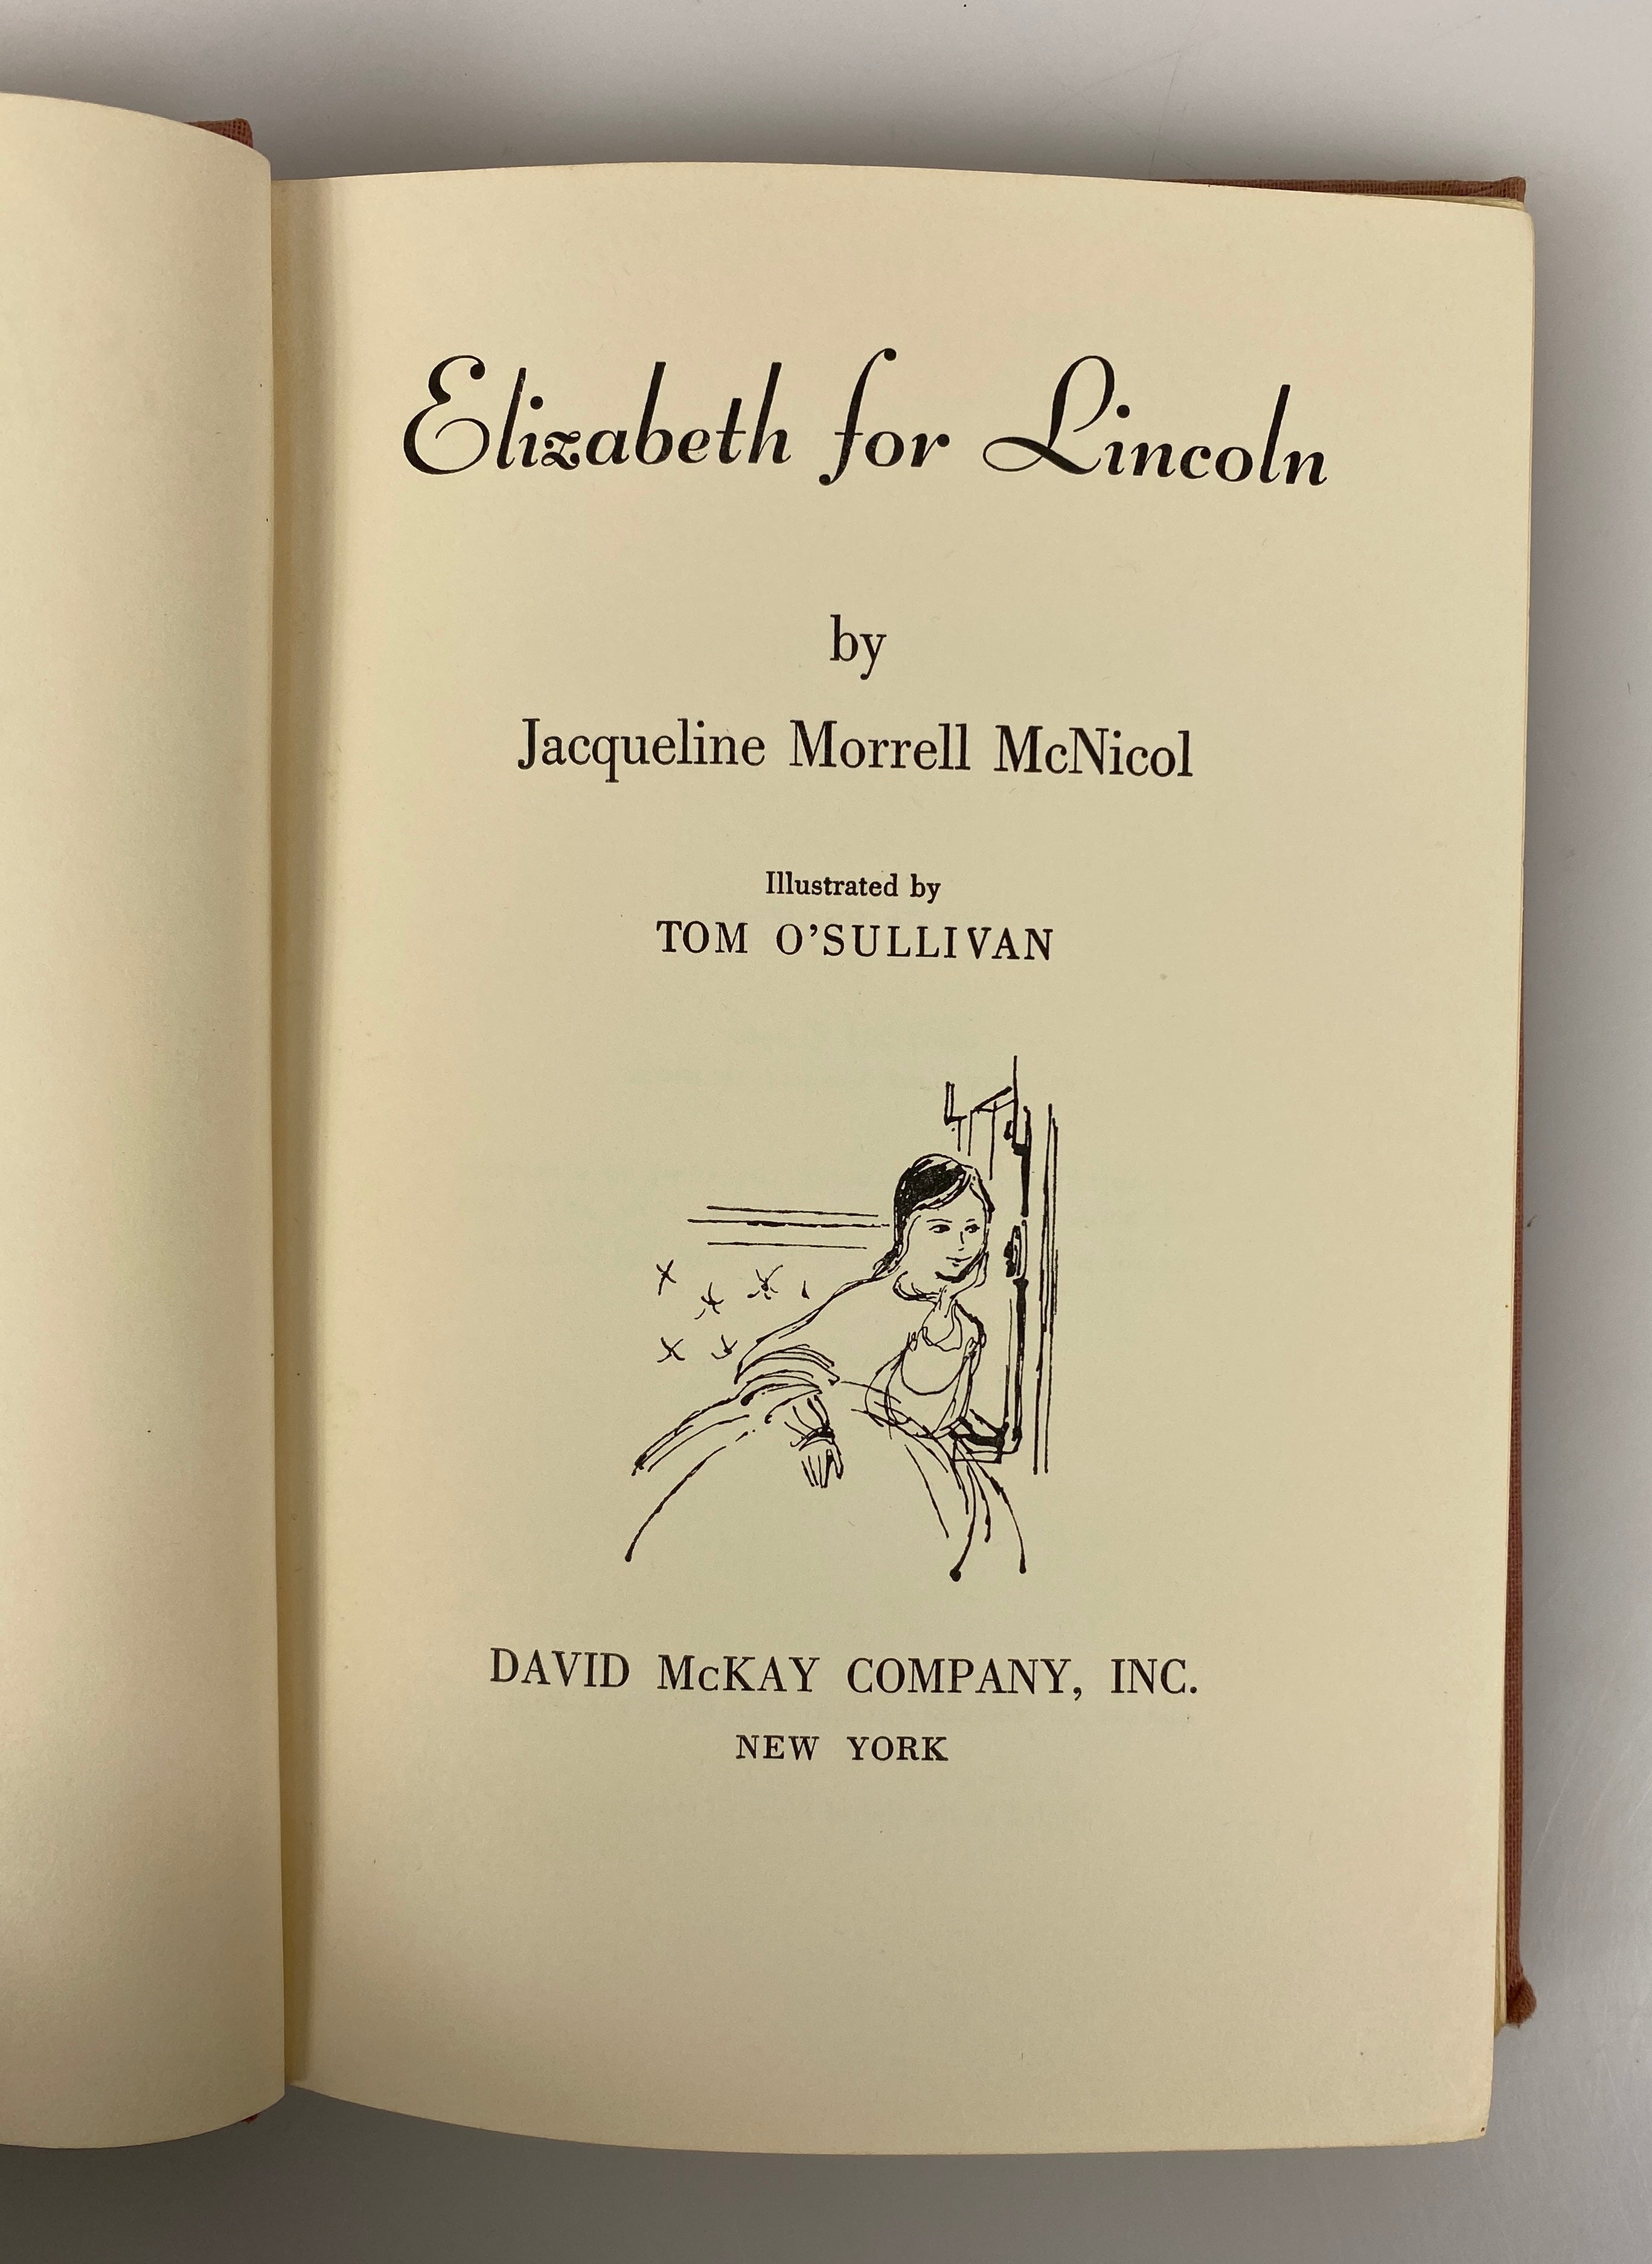 Elizabeth for Lincoln
by
Jacqueline Morrell McNicol
Illustrated by
TOM O'SULLIVAN
DAVID McKAY COMPANY, INC.
NEW YORK